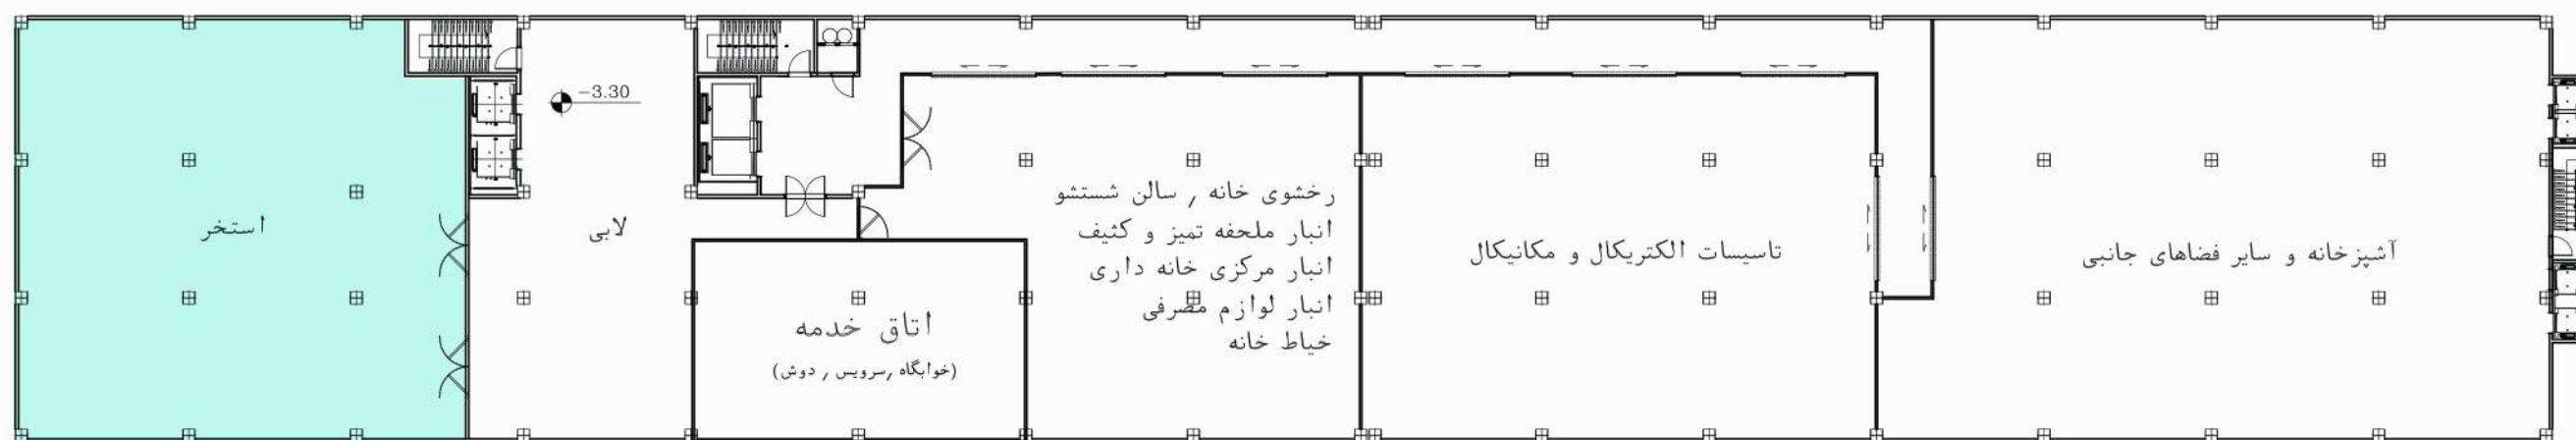 -3.30
استخر
لابی
اتاق خدمه
(خوابگاه ,سرویس , دوش)
رخشوی خانه , سالن شستشو
انبار ملحفه تمیز و کثیف
انبار مرکزی خانه داری
انبار لوازم مصرفی
خیاط خانه
تاسیسات الکتریکال و مکانیکال
آشپزخانه و سایر فضاهای جانبی